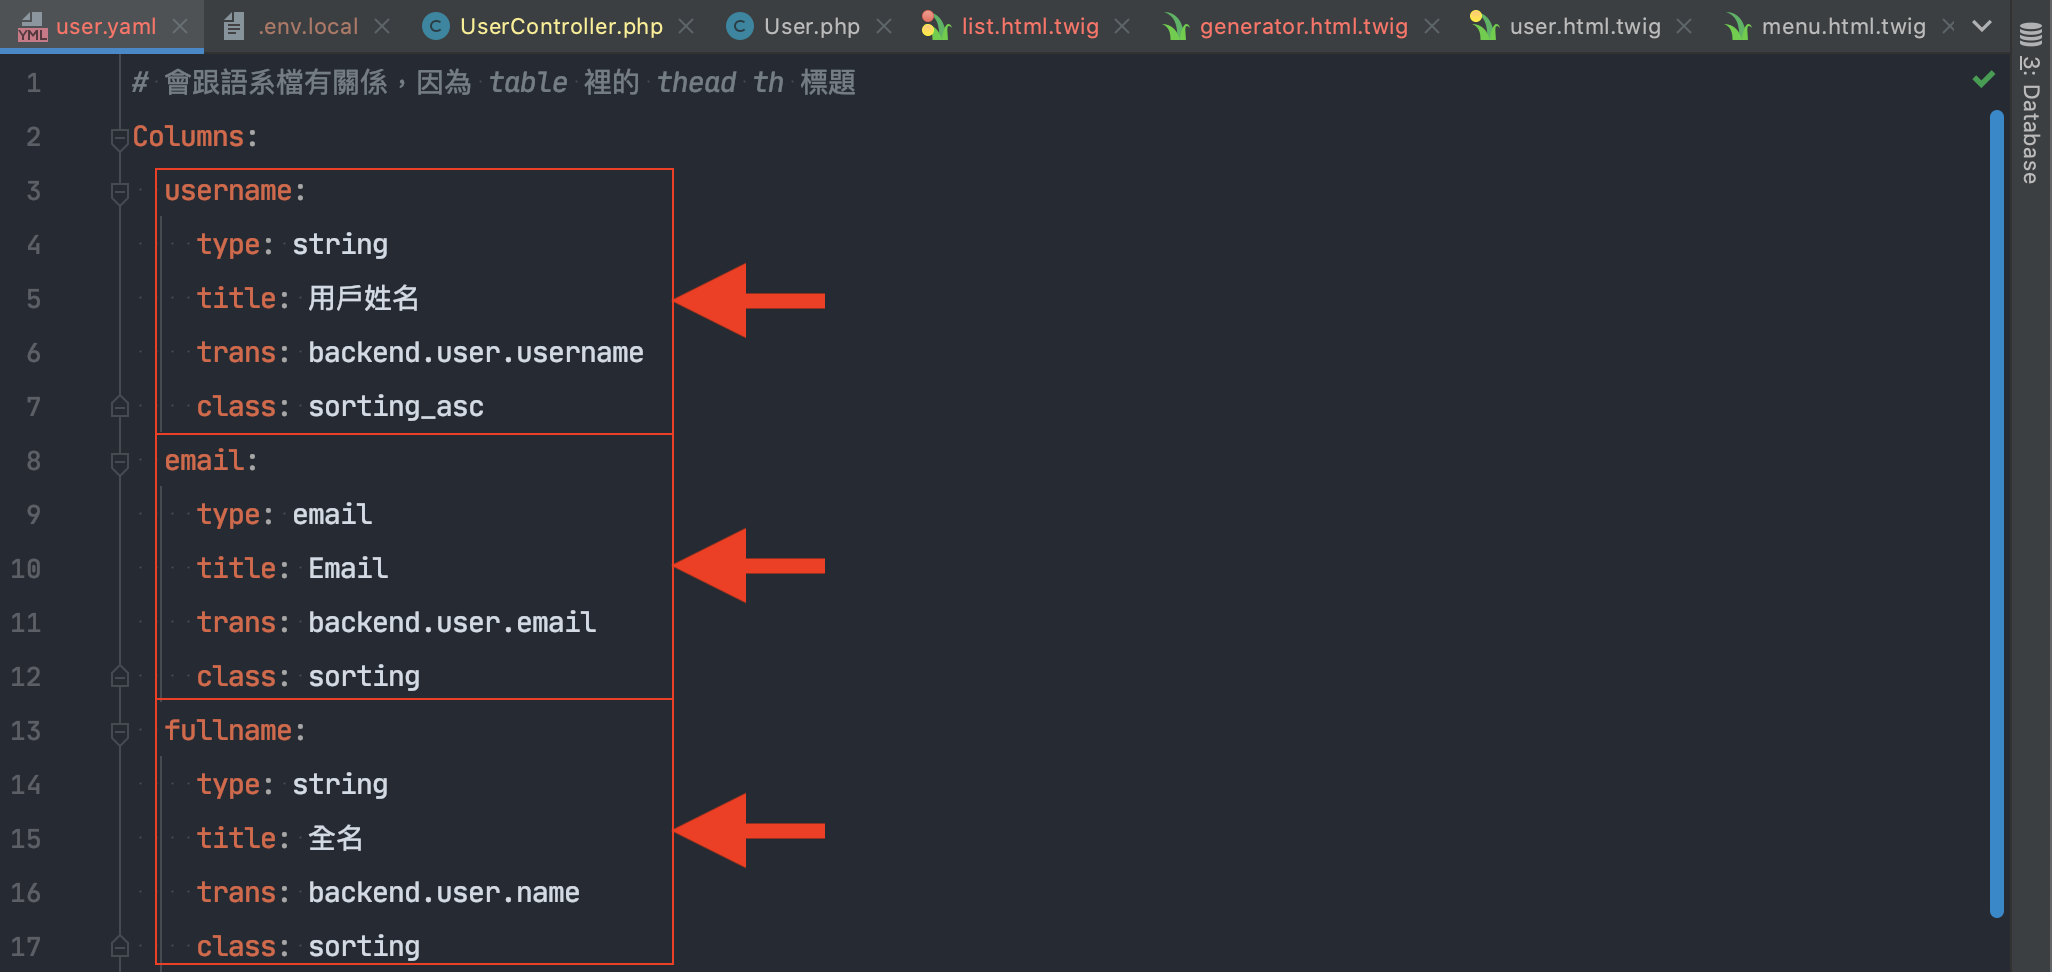 user.yaml .env.local UserController.php User.php list.html.twig generator.html.twig user.html.twig menu.html.twig
3: Database
1 # 會跟語系檔有關係，因為 table 裡的 thead th 標題
2 Columns:
3 username:
4 type: string
5 title: 用戶姓名
6 trans: backend.user.username
7 class: sorting_asc
8 email:
9 type: email
10 title: Email
11 trans: backend.user.email
12 class: sorting
13 fullname:
14 type: string
15 title: 全名
16 trans: backend.user.name
17 class: sorting